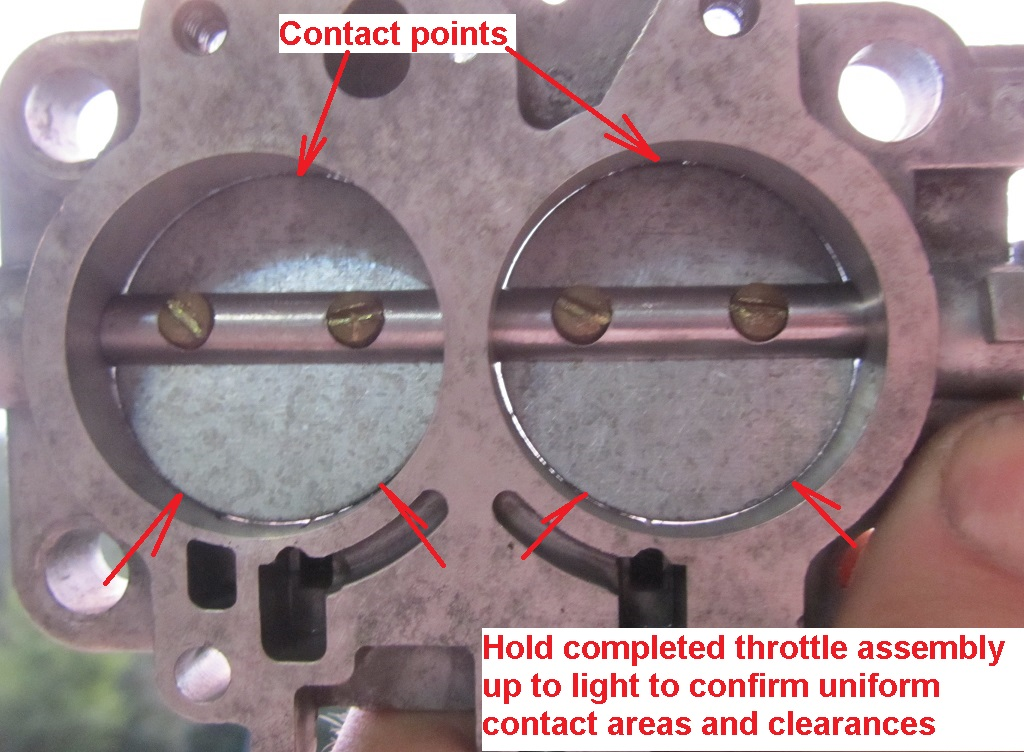 Contact points
Hold completed throttle assembly
up to light to confirm uniform
contact areas and clearances